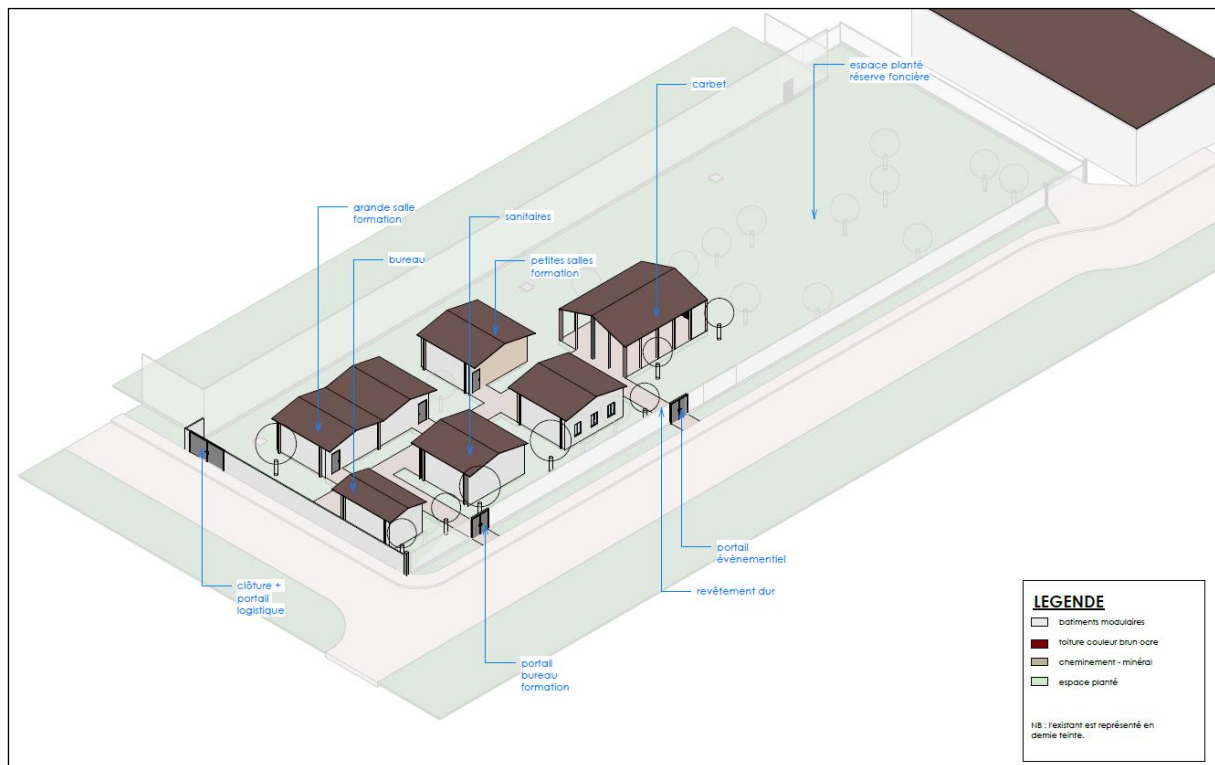 espace planté
réserve foncière
carbet
grande salle
formation
sanitaires
bureau
petites salles
formation
portail
évènementiel
revêtement dur
clôture +
portail
logistique
portail
bureau
formation
LEGENDE
batiments modulaires
toiture couleur brun ocre
cheminement - minéral
espace planté
NB : l'existant est représenté en
demie teinte.